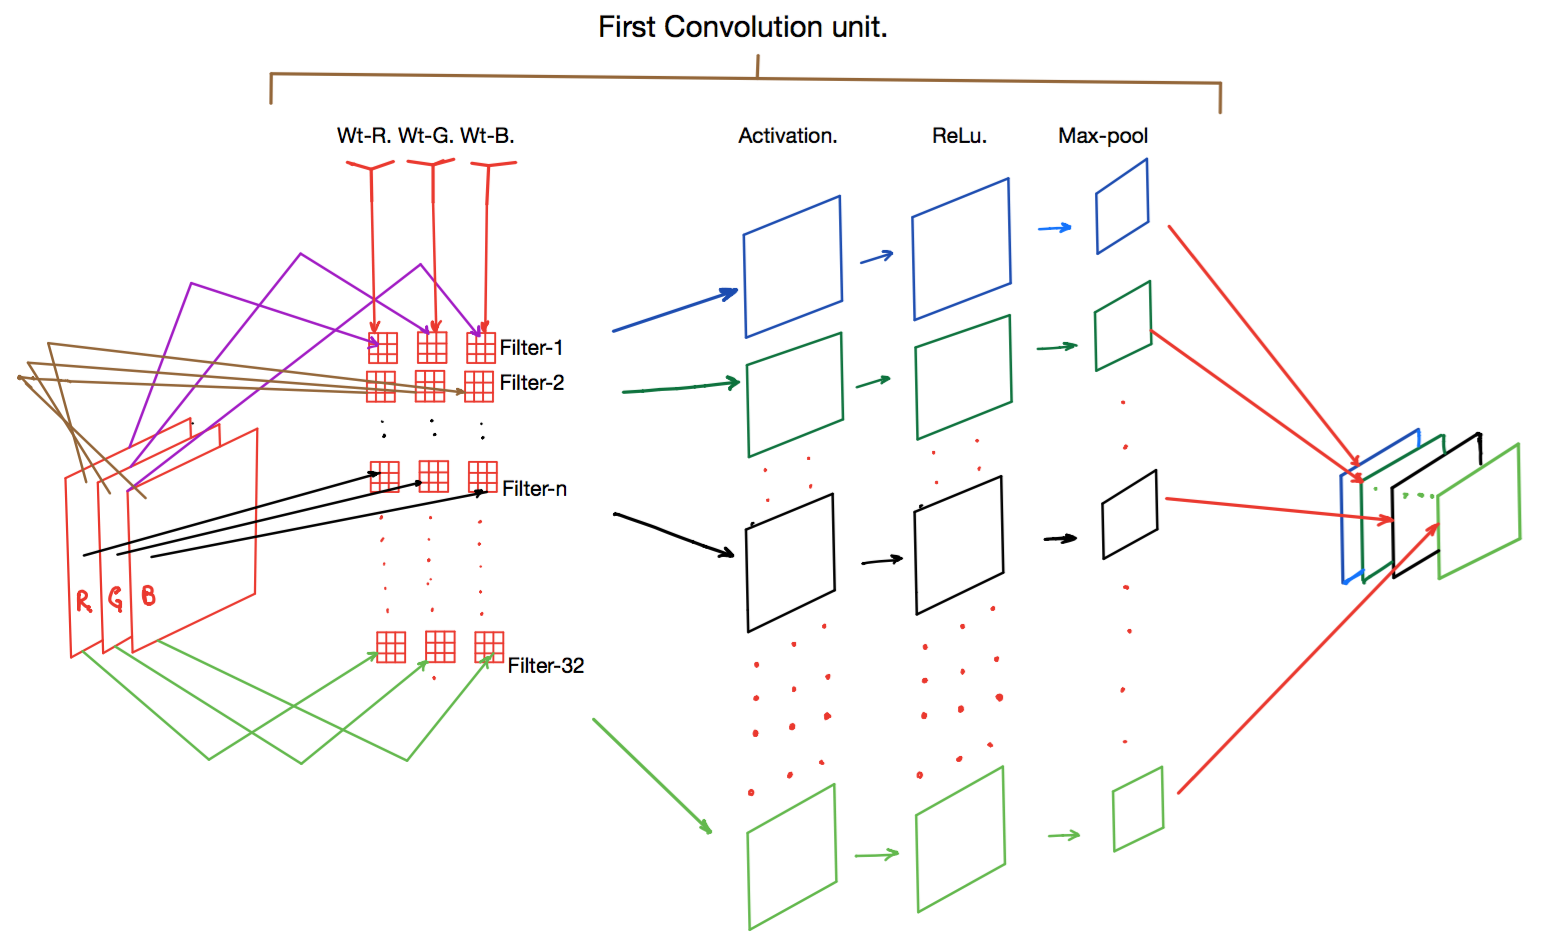 First Convolution unit.
Wt-R. Wt-G. Wt-B.
Activation.
ReLu.
Max-pool
Filter-1
Filter-2
Filter-n
R G B
Filter-32